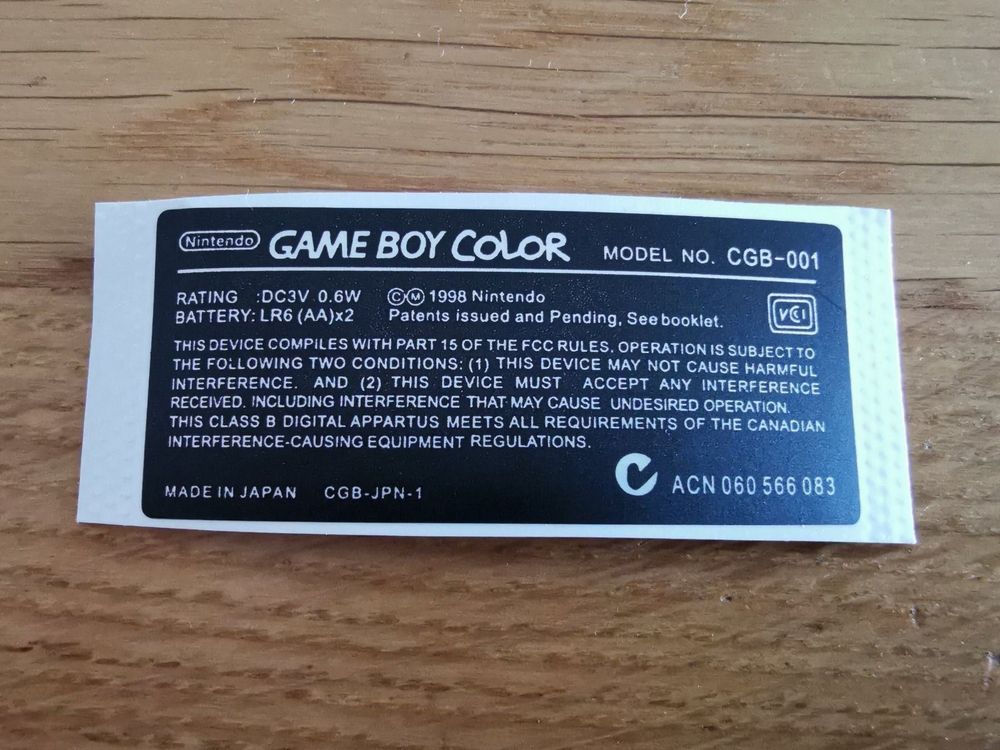 Nintendo GAME BOY COLOR MODEL NO. CGB-001
RATING :DC3V 0.6W ©Ⓜ 1998 Nintendo
BATTERY: LR6 (AA)x2 Patents issued and Pending, See booklet.
VCI
THIS DEVICE COMPILES WITH PART 15 OF THE FCC RULES. OPERATION IS SUBJECT TO
THE FOLLOWING TWO CONDITIONS: (1) THIS DEVICE MAY NOT CAUSE HARMFUL
INTERFERENCE. AND (2) THIS DEVICE MUST ACCEPT ANY INTERFERENCE
RECEIVED. INCLUDING INTERFERENCE THAT MAY CAUSE UNDESIRED OPERATION.
THIS CLASS B DIGITAL APPARTUS MEETS ALL REQUIREMENTS OF THE CANADIAN
INTERFERENCE-CAUSING EQUIPMENT REGULATIONS.
MADE IN JAPAN CGB-JPN-1 ACN 060 566 083